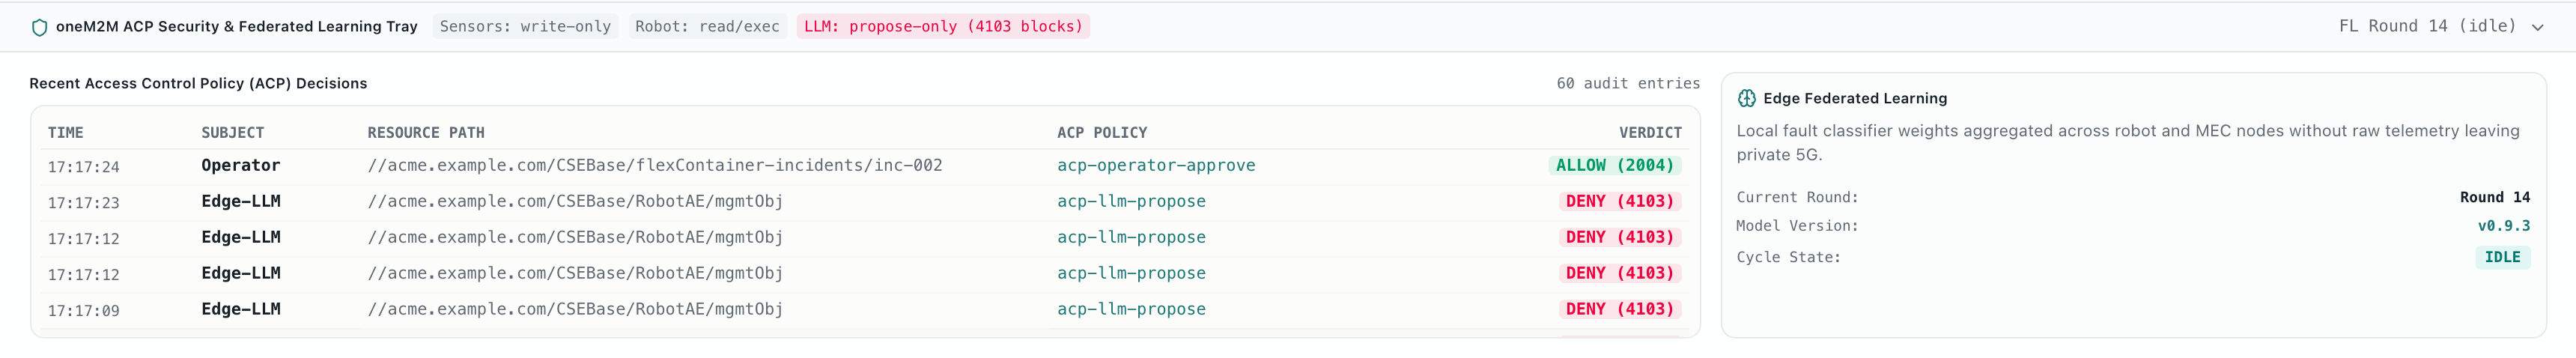 oneM2M ACP Security & Federated Learning Tray Sensors: write-only Robot: read/exec LLM: propose-only (4103 blocks) FL Round 14 (idle)
Recent Access Control Policy (ACP) Decisions 60 audit entries
TIME SUBJECT RESOURCE PATH ACP POLICY VERDICT
17:17:24 Operator //acme.example.com/CSEBase/flexContainer-incidents/inc-002 acp-operator-approve ALLOW (2004)
17:17:23 Edge-LLM //acme.example.com/CSEBase/RobotAE/mgmtObj acp-llm-propose DENY (4103)
17:17:12 Edge-LLM //acme.example.com/CSEBase/RobotAE/mgmtObj acp-llm-propose DENY (4103)
17:17:12 Edge-LLM //acme.example.com/CSEBase/RobotAE/mgmtObj acp-llm-propose DENY (4103)
17:17:09 Edge-LLM //acme.example.com/CSEBase/RobotAE/mgmtObj acp-llm-propose DENY (4103)
Edge Federated Learning
Local fault classifier weights aggregated across robot and MEC nodes without raw telemetry leaving
private 5G.
Current Round: Round 14
Model Version: v0.9.3
Cycle State: IDLE